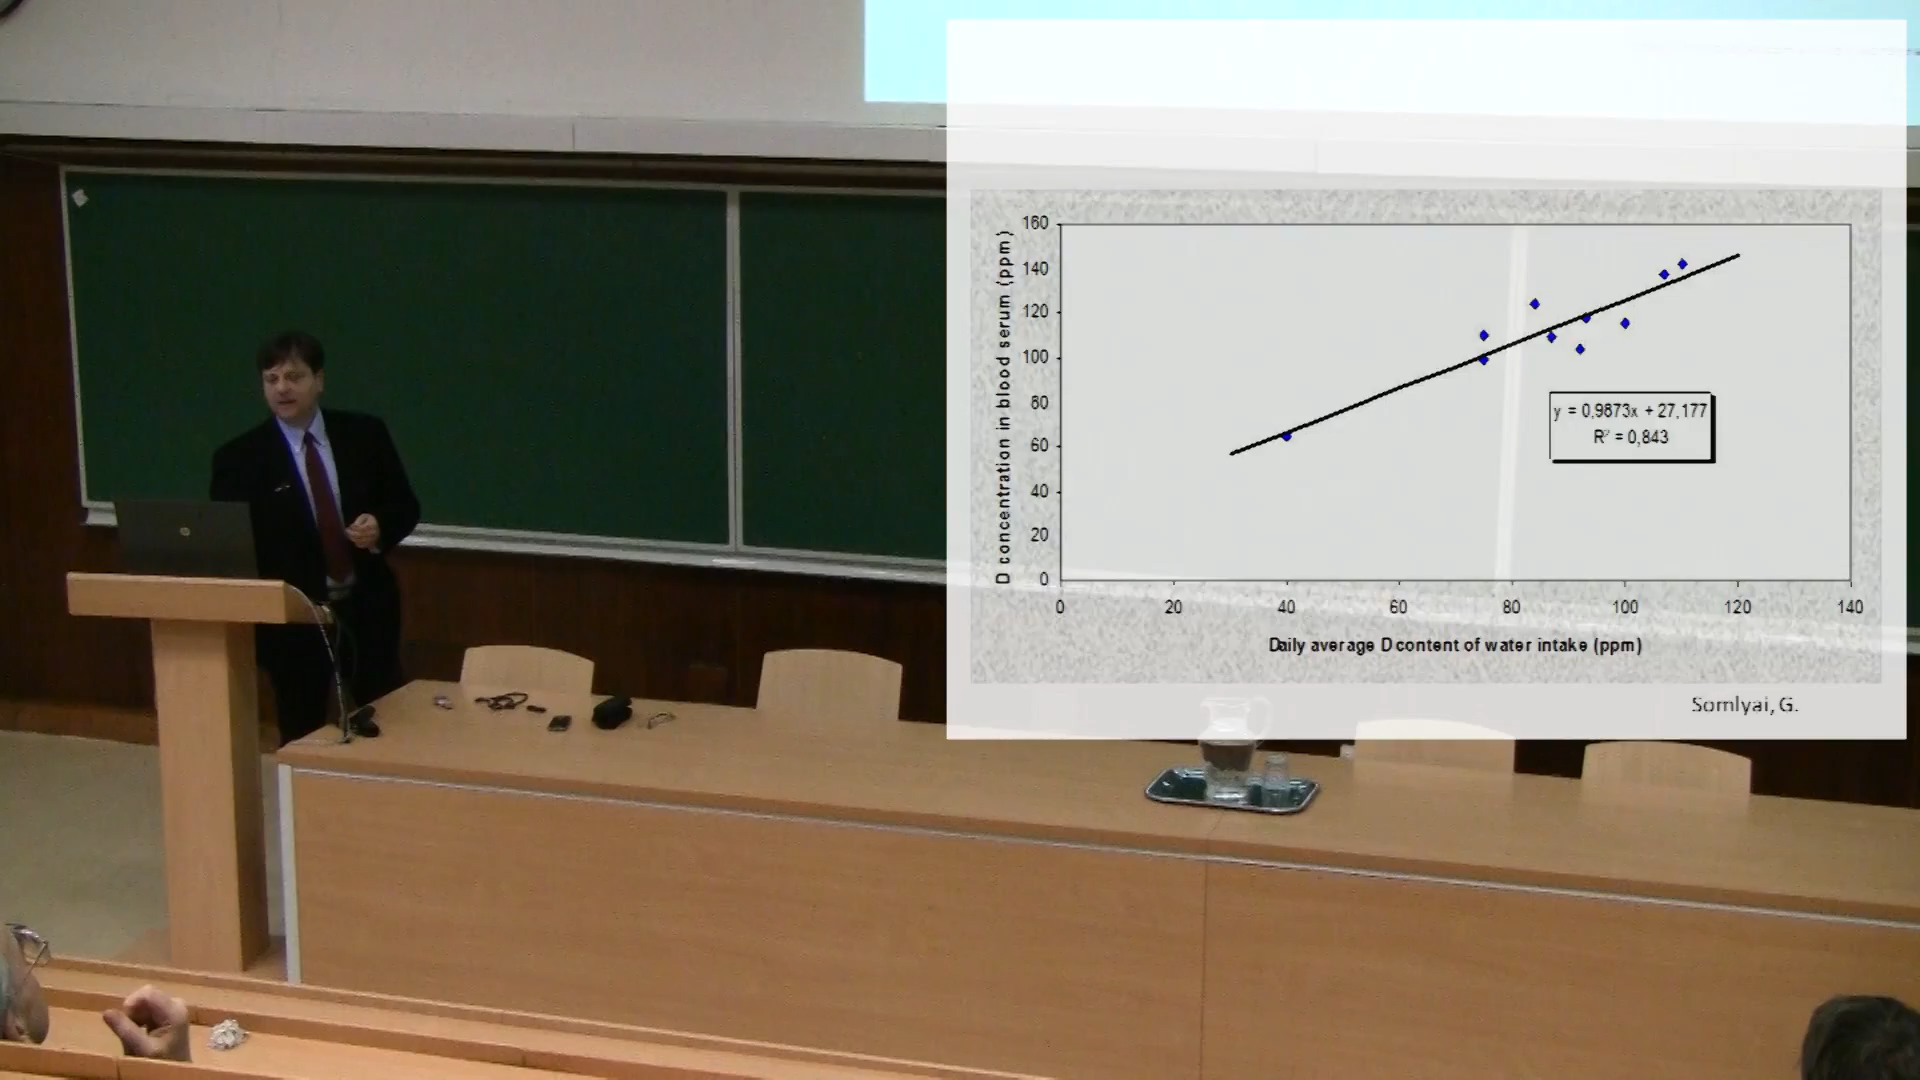 160
140
120
100
80
60
40
20
0
D concentration in blood serum (ppm)
y = 0,9873x + 27,177
R² = 0,843
0 20 40 60 80 100 120 140
Daily average D content of water intake (ppm)
Somlyai, G.